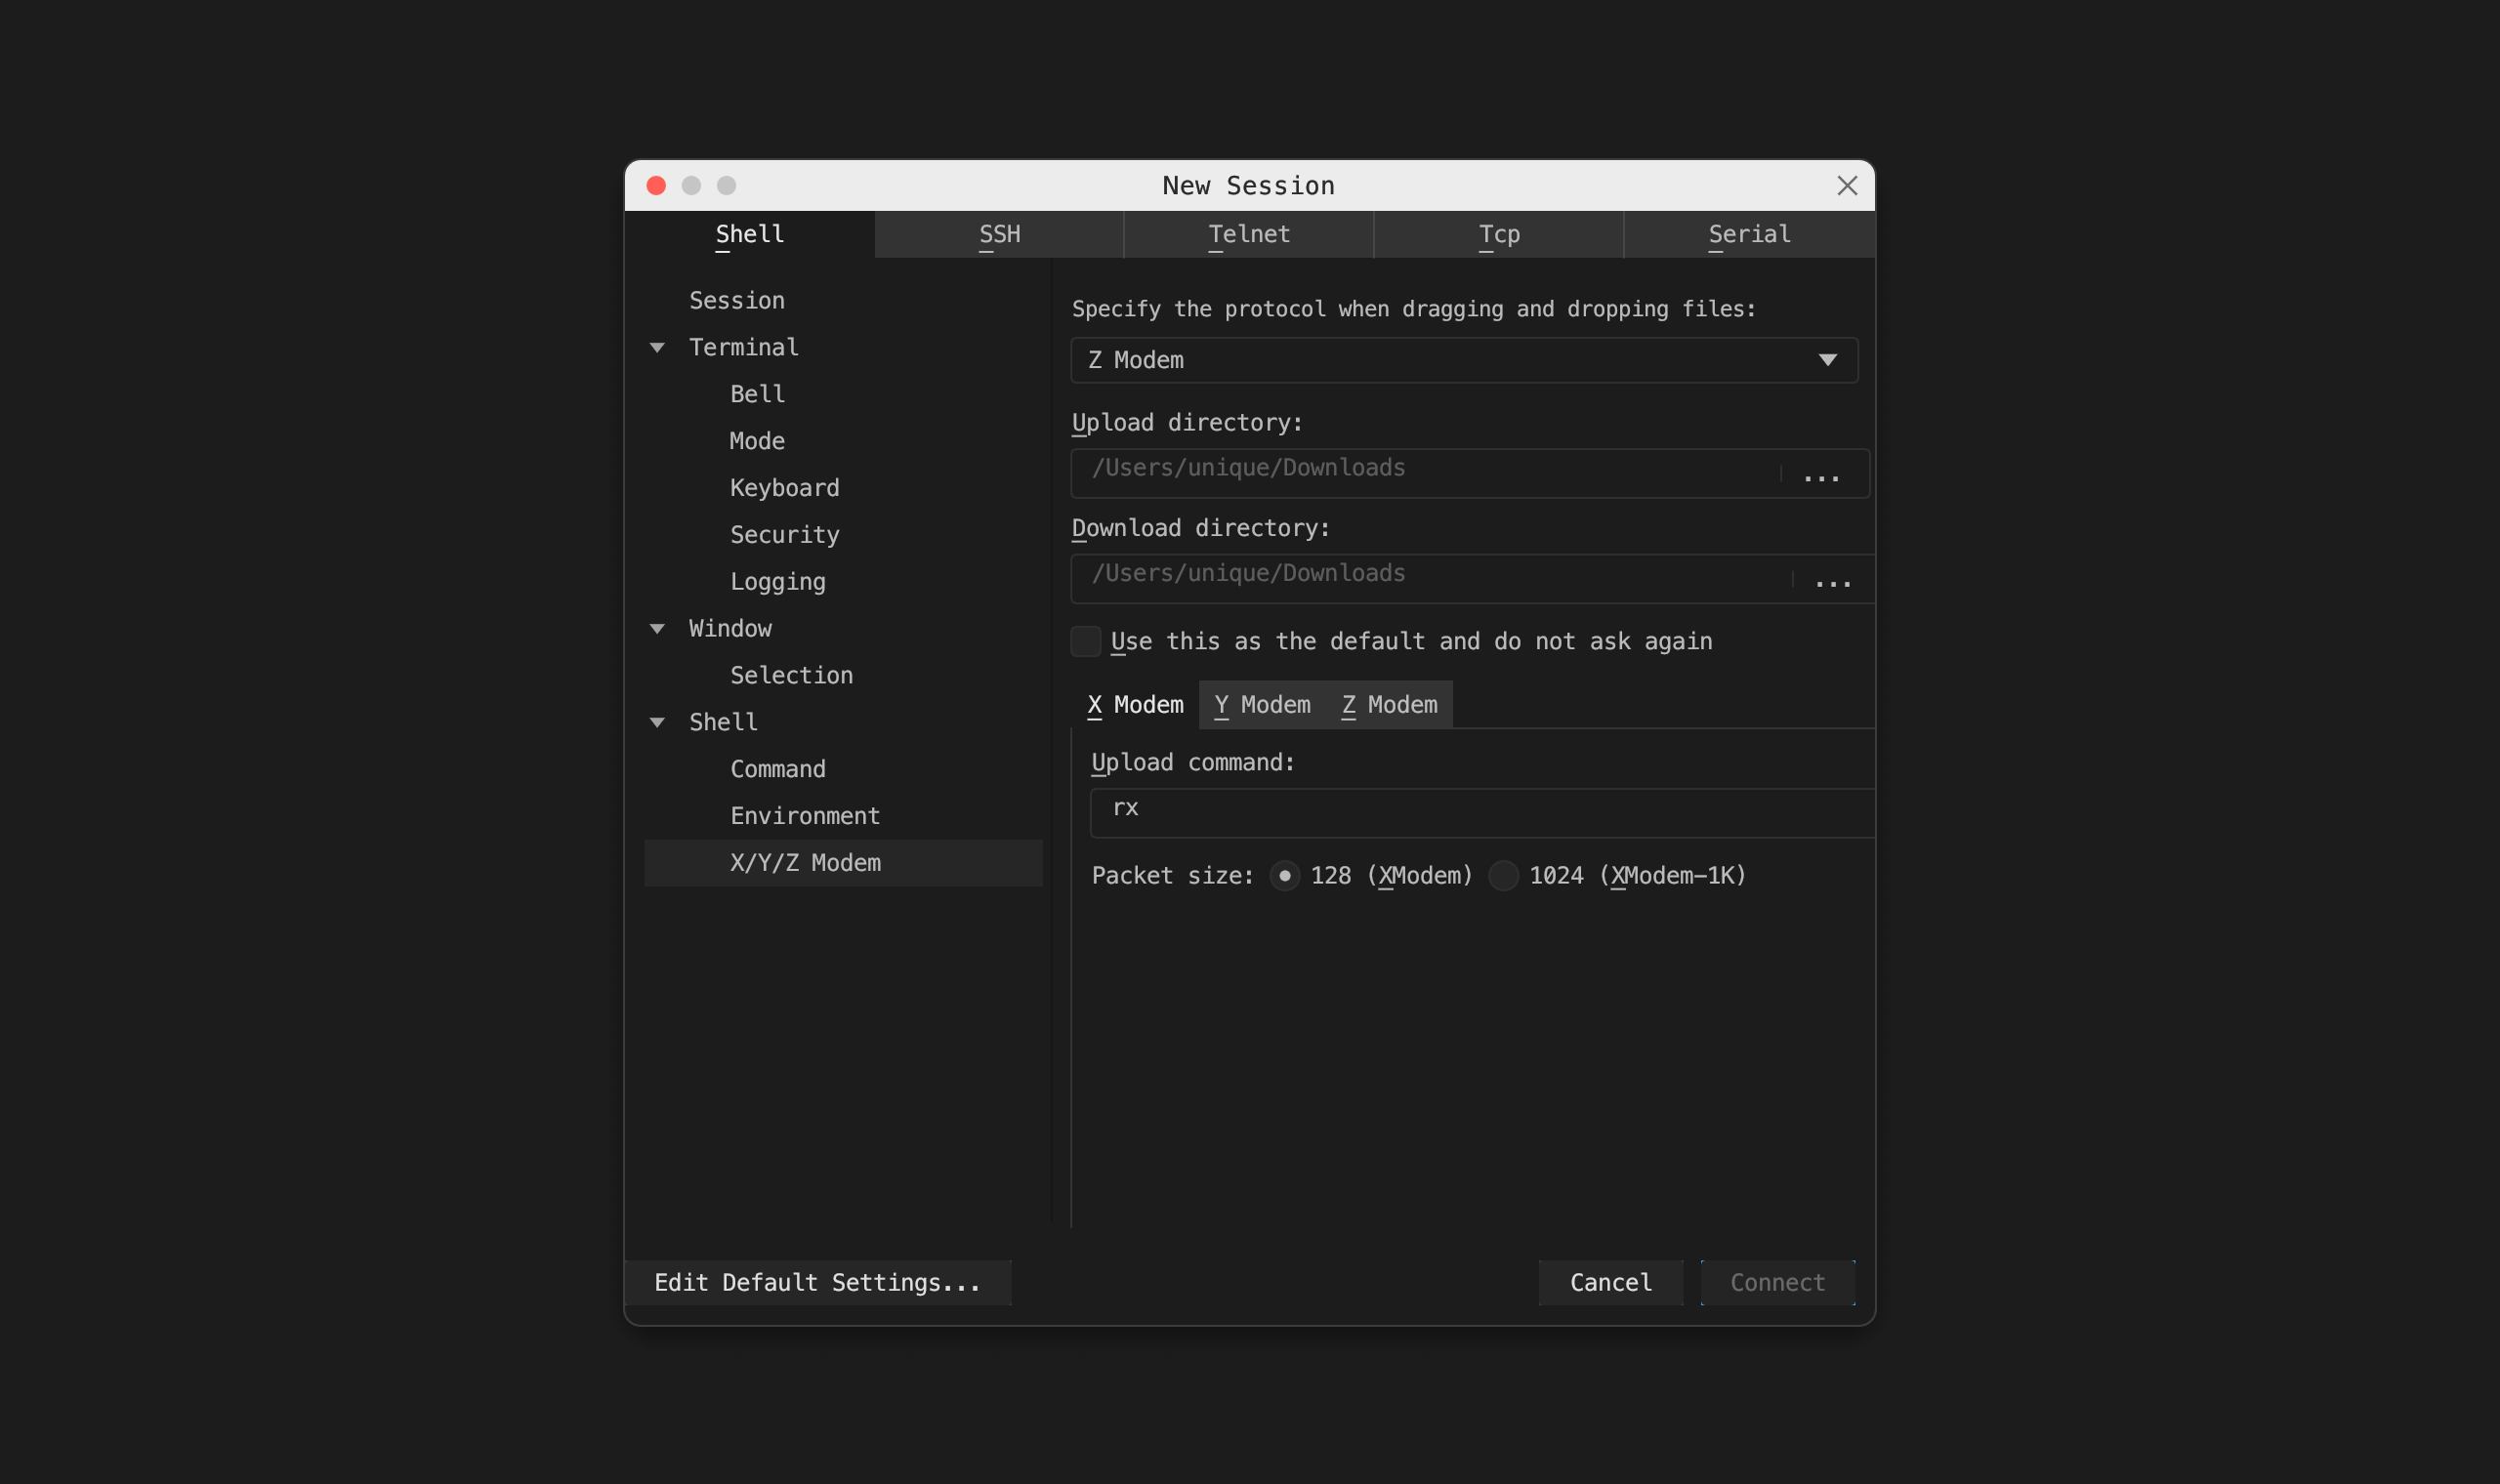 New Session
Shell SSH Telnet Tcp Serial
Session
Terminal
Bell
Mode
Keyboard
Security
Logging
Window
Selection
Shell
Command
Environment
X/Y/Z Modem
Specify the protocol when dragging and dropping files:
Z Modem
Upload directory:
/Users/unique/Downloads ...
Download directory:
/Users/unique/Downloads ...
Use this as the default and do not ask again
X Modem Y Modem Z Modem
Upload command:
rx
Packet size: 128 (XModem) 1024 (XModem-1K)
Edit Default Settings... Cancel Connect